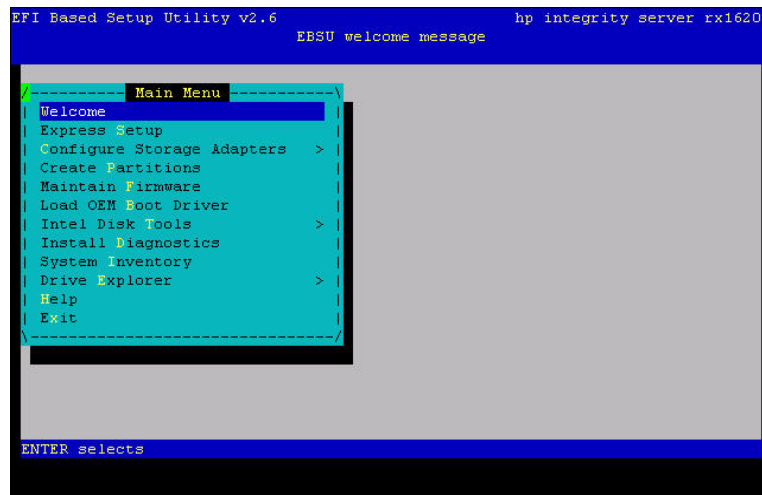 EFI Based Setup Utility v2.6 hp integrity server rx1620
EBSU welcome message
Main Menu
Welcome
Express Setup
Configure Storage Adapters >
Create Partitions
Maintain Firmware
Load OEM Boot Driver
Intel Disk Tools >
Install Diagnostics
System Inventory
Drive Explorer >
Help
Exit
ENTER selects